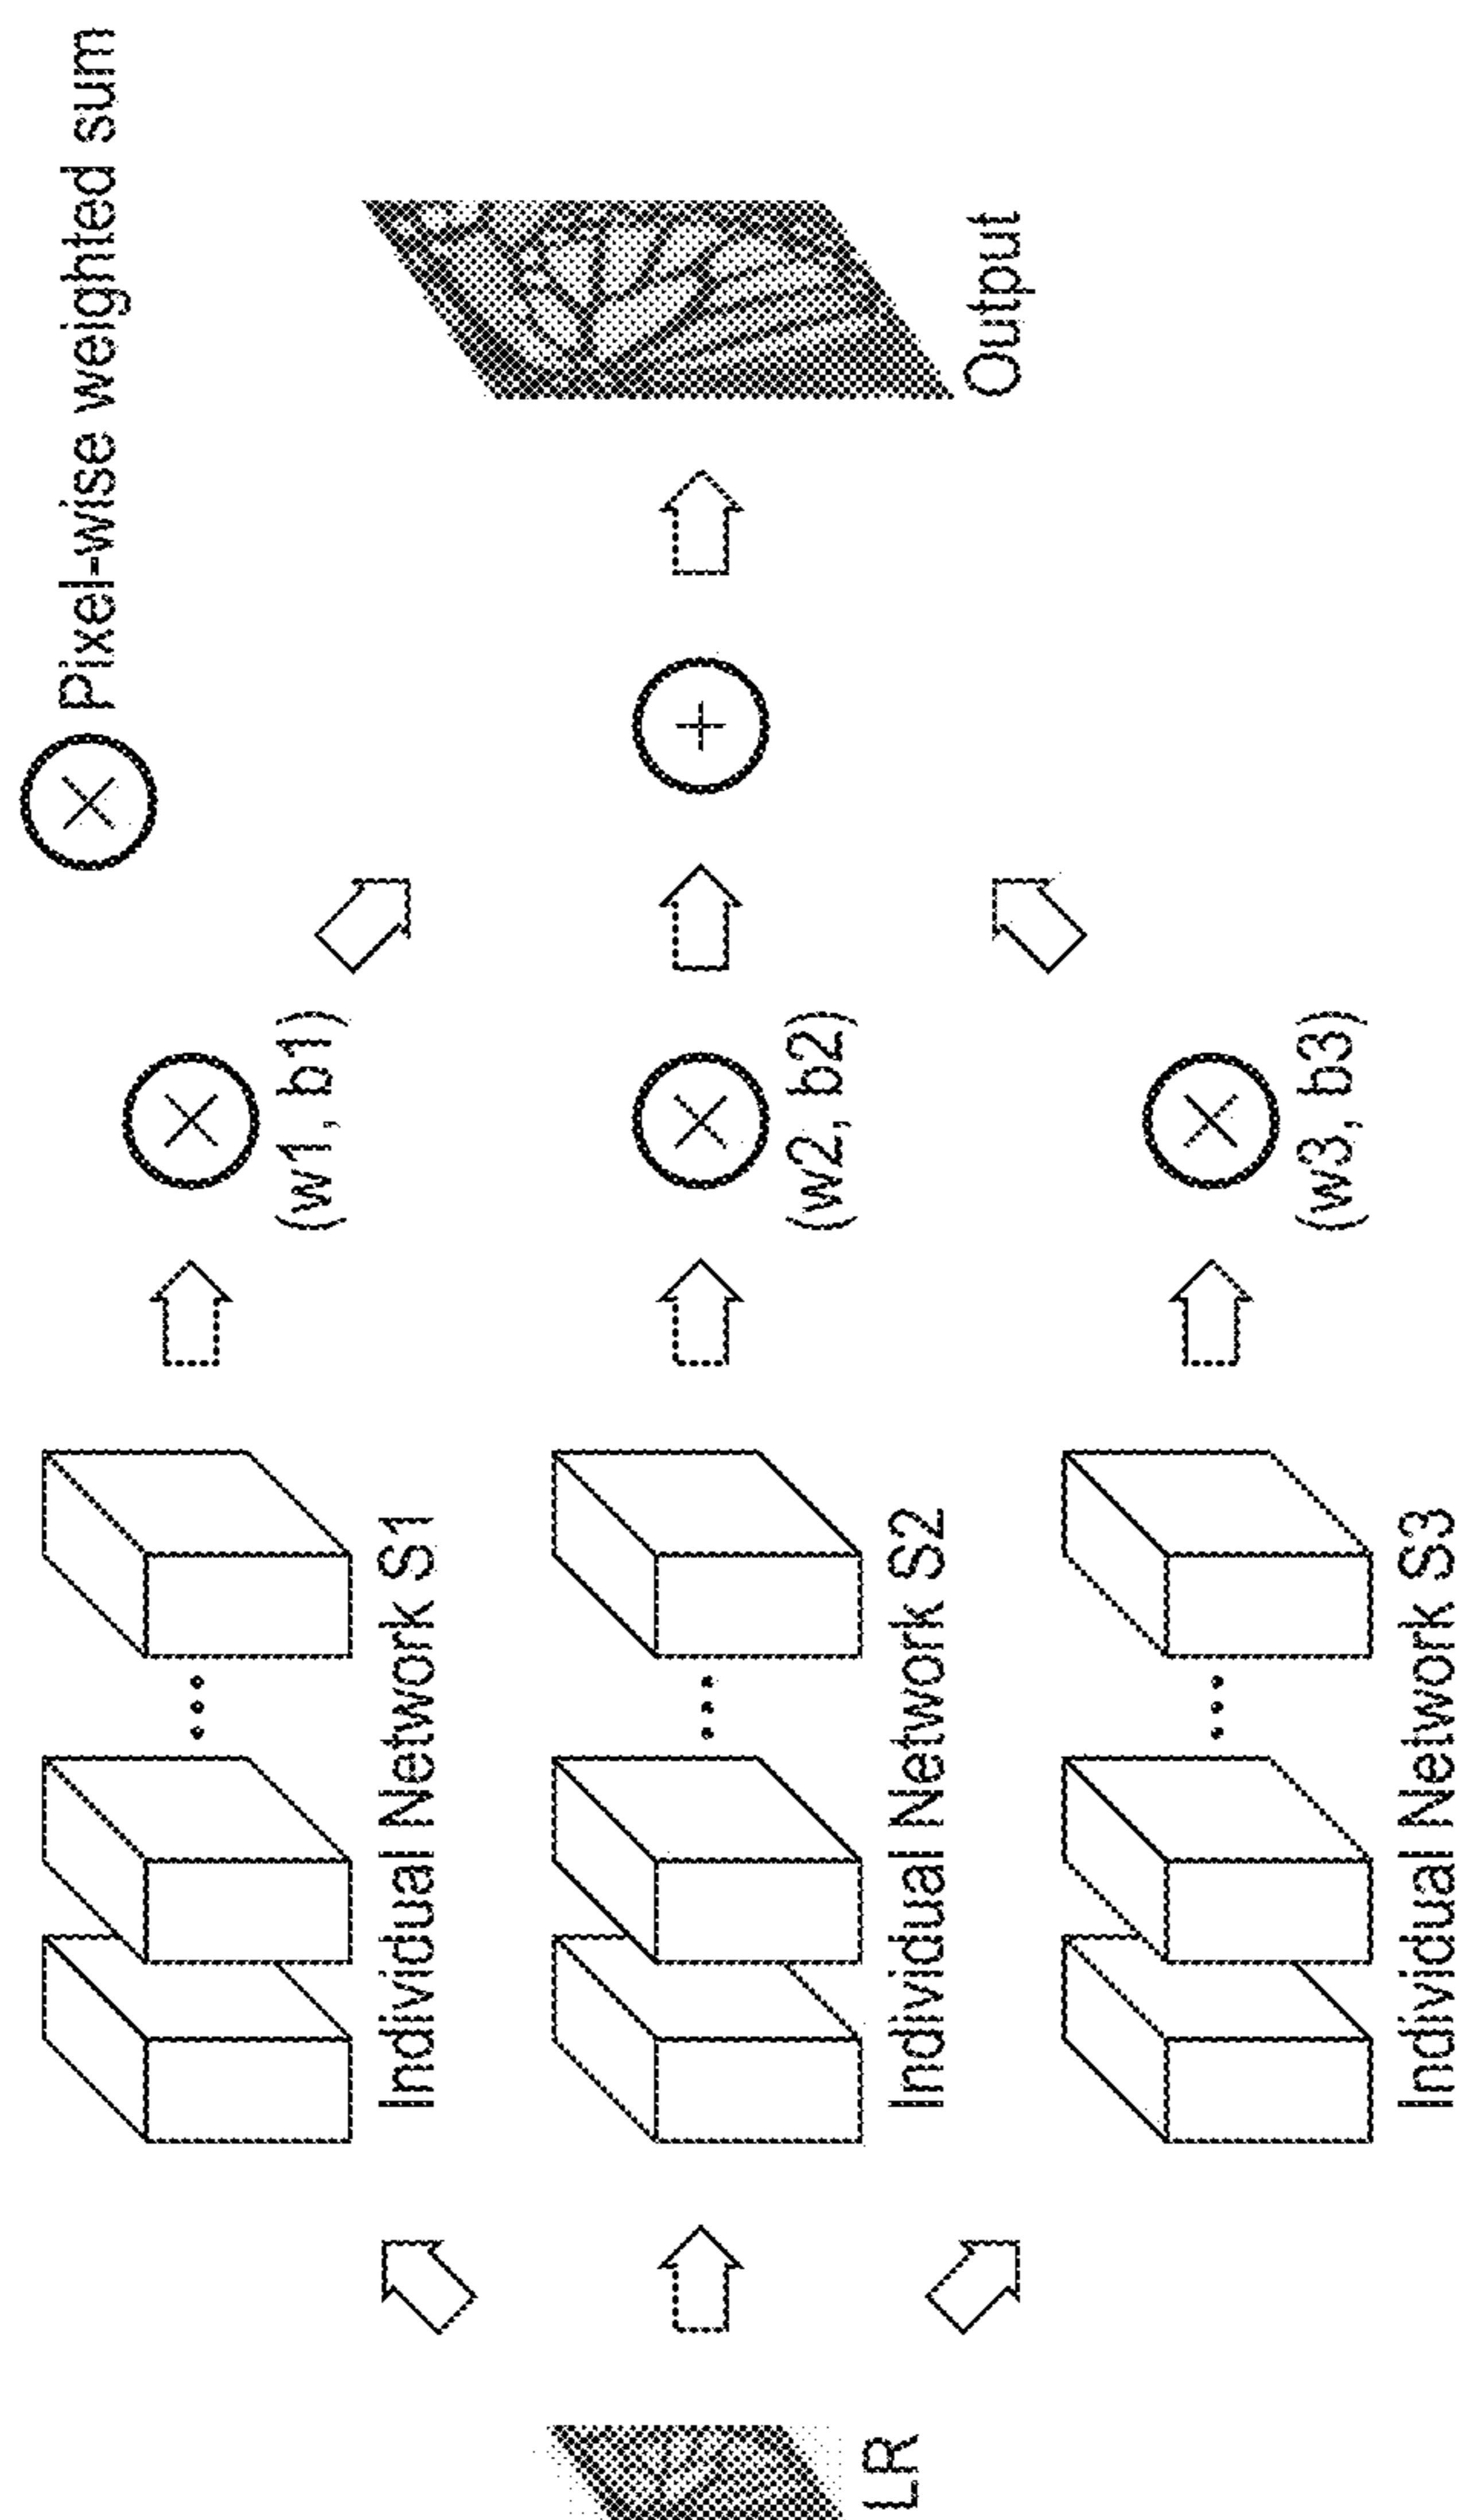 Pixel-wise weighted sum
(w1, b1)
Individual Network S1
(w2, b2)
Individual Network S2
(w3, b3)
Individual Network S3
LR
Output